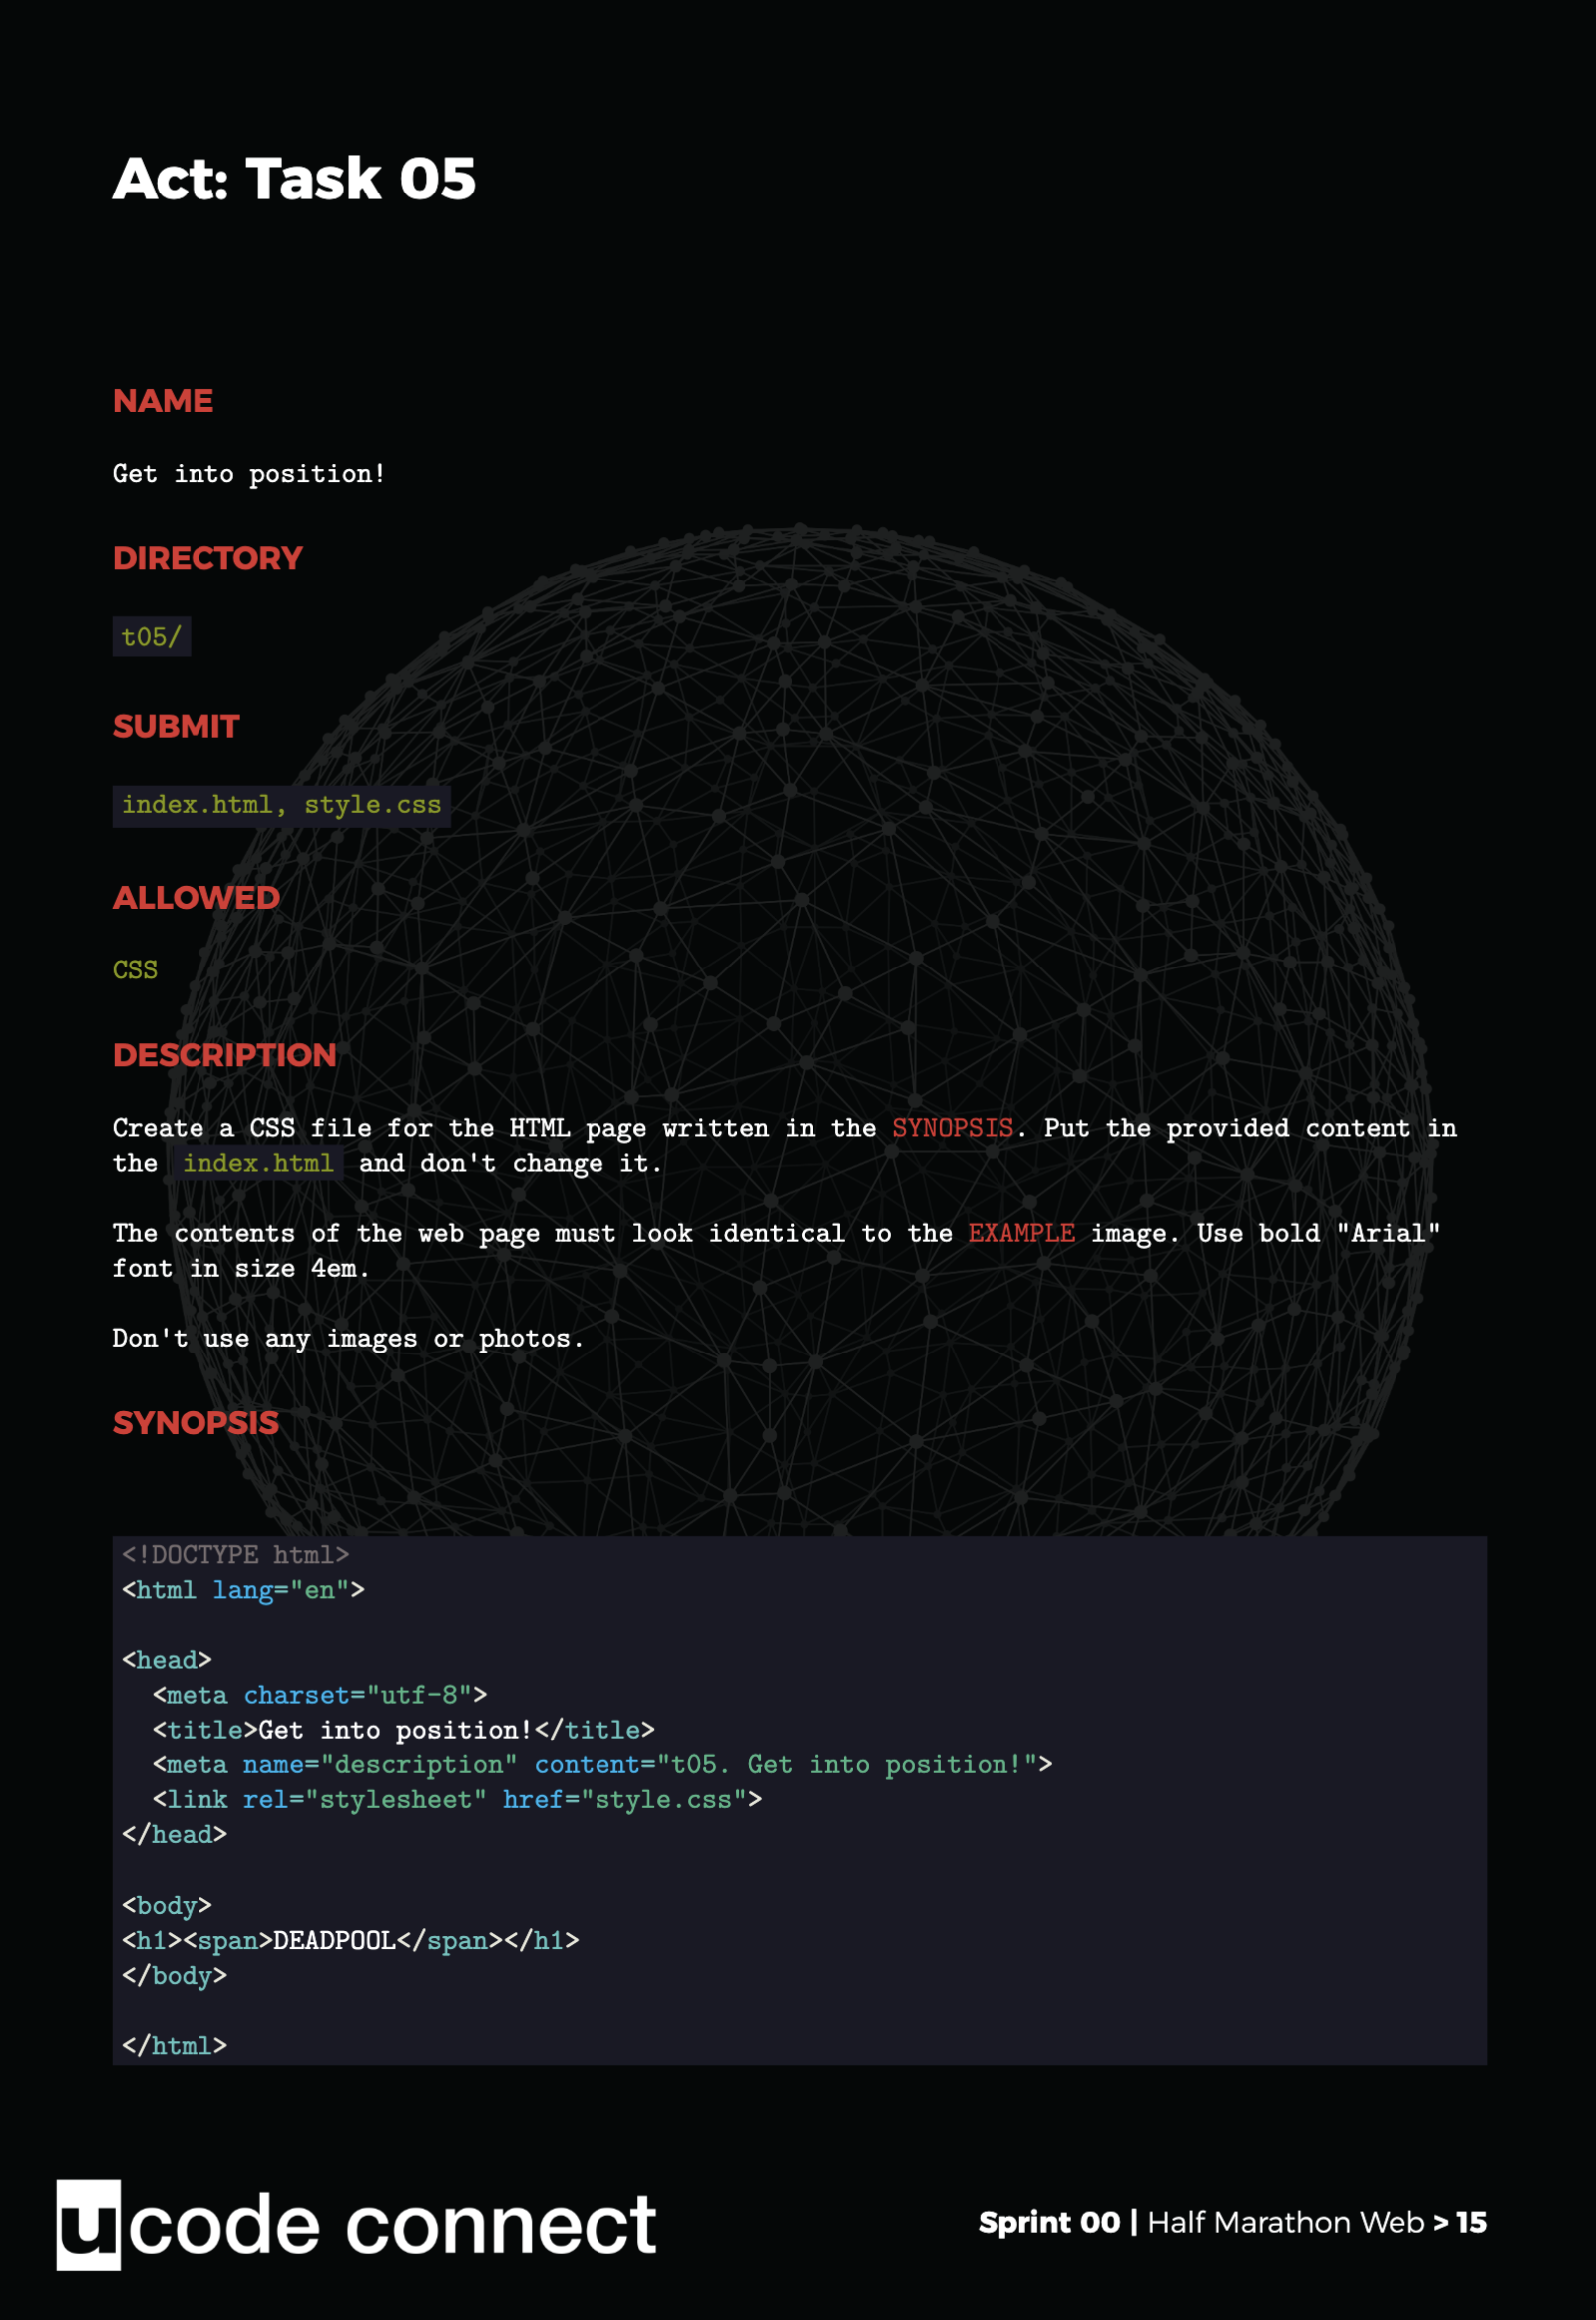 Act: Task 05
NAME
Get into position!
DIRECTORY
t05/
SUBMIT
index.html, style.css
ALLOWED
CSS
DESCRIPTION
Create a CSS file for the HTML page written in the SYNOPSIS. Put the provided content in
the index.html and don't change it.
The contents of the web page must look identical to the EXAMPLE image. Use bold "Arial"
font in size 4em.
Don't use any images or photos.
SYNOPSIS
<!DOCTYPE html>
<html lang="en">
<head>
  <meta charset="utf-8">
  <title>Get into position!</title>
  <meta name="description" content="t05. Get into position!">
  <link rel="stylesheet" href="style.css">
</head>
<body>
<h1><span>DEADPOOL</span></h1>
</body>
</html>
ucode connect
Sprint 00 | Half Marathon Web > 15